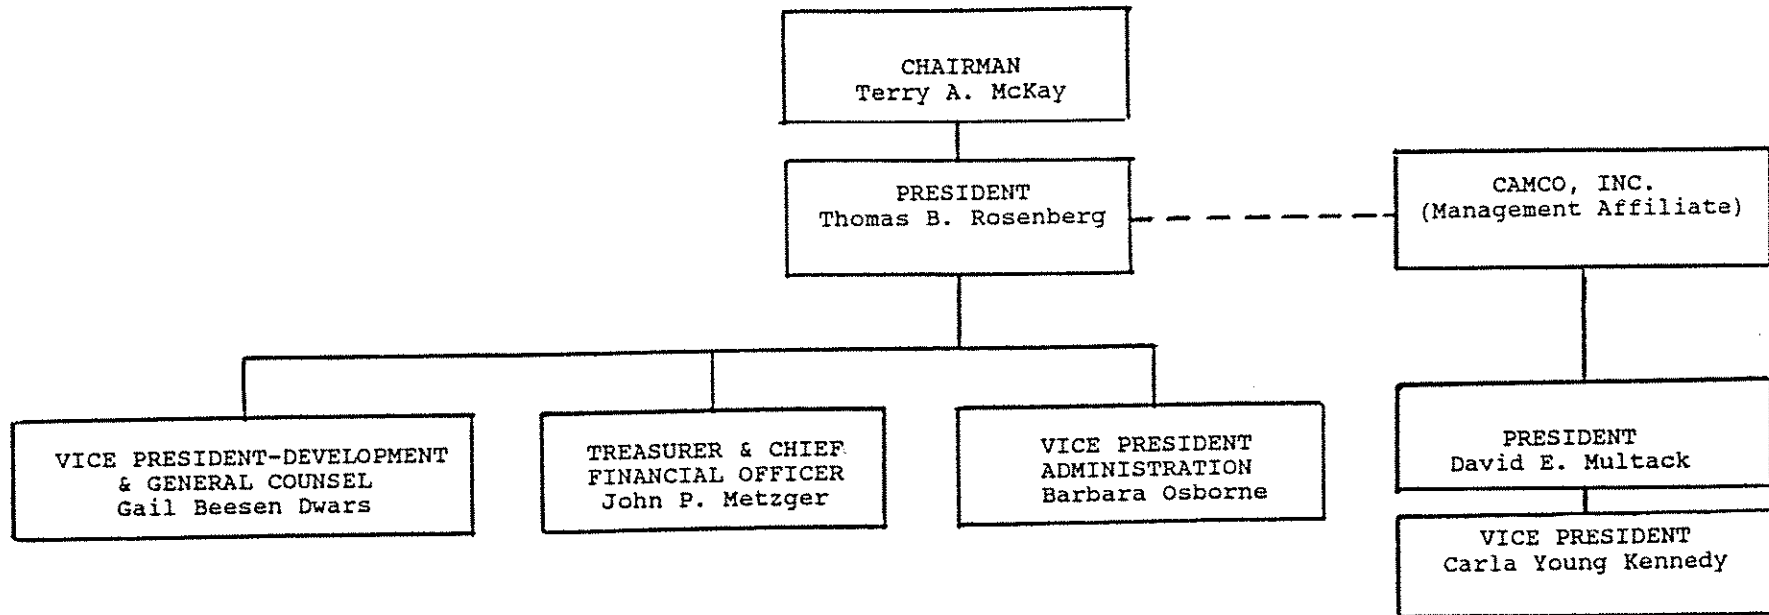 CHAIRMAN
Terry A. McKay
PRESIDENT
Thomas B. Rosenberg
CAMCO, INC.
(Management Affiliate)
VICE PRESIDENT-DEVELOPMENT
& GENERAL COUNSEL
Gail Beesen Dwars
TREASURER & CHIEF
FINANCIAL OFFICER
John P. Metzger
VICE PRESIDENT
ADMINISTRATION
Barbara Osborne
PRESIDENT
David E. Multack
VICE PRESIDENT
Carla Young Kennedy